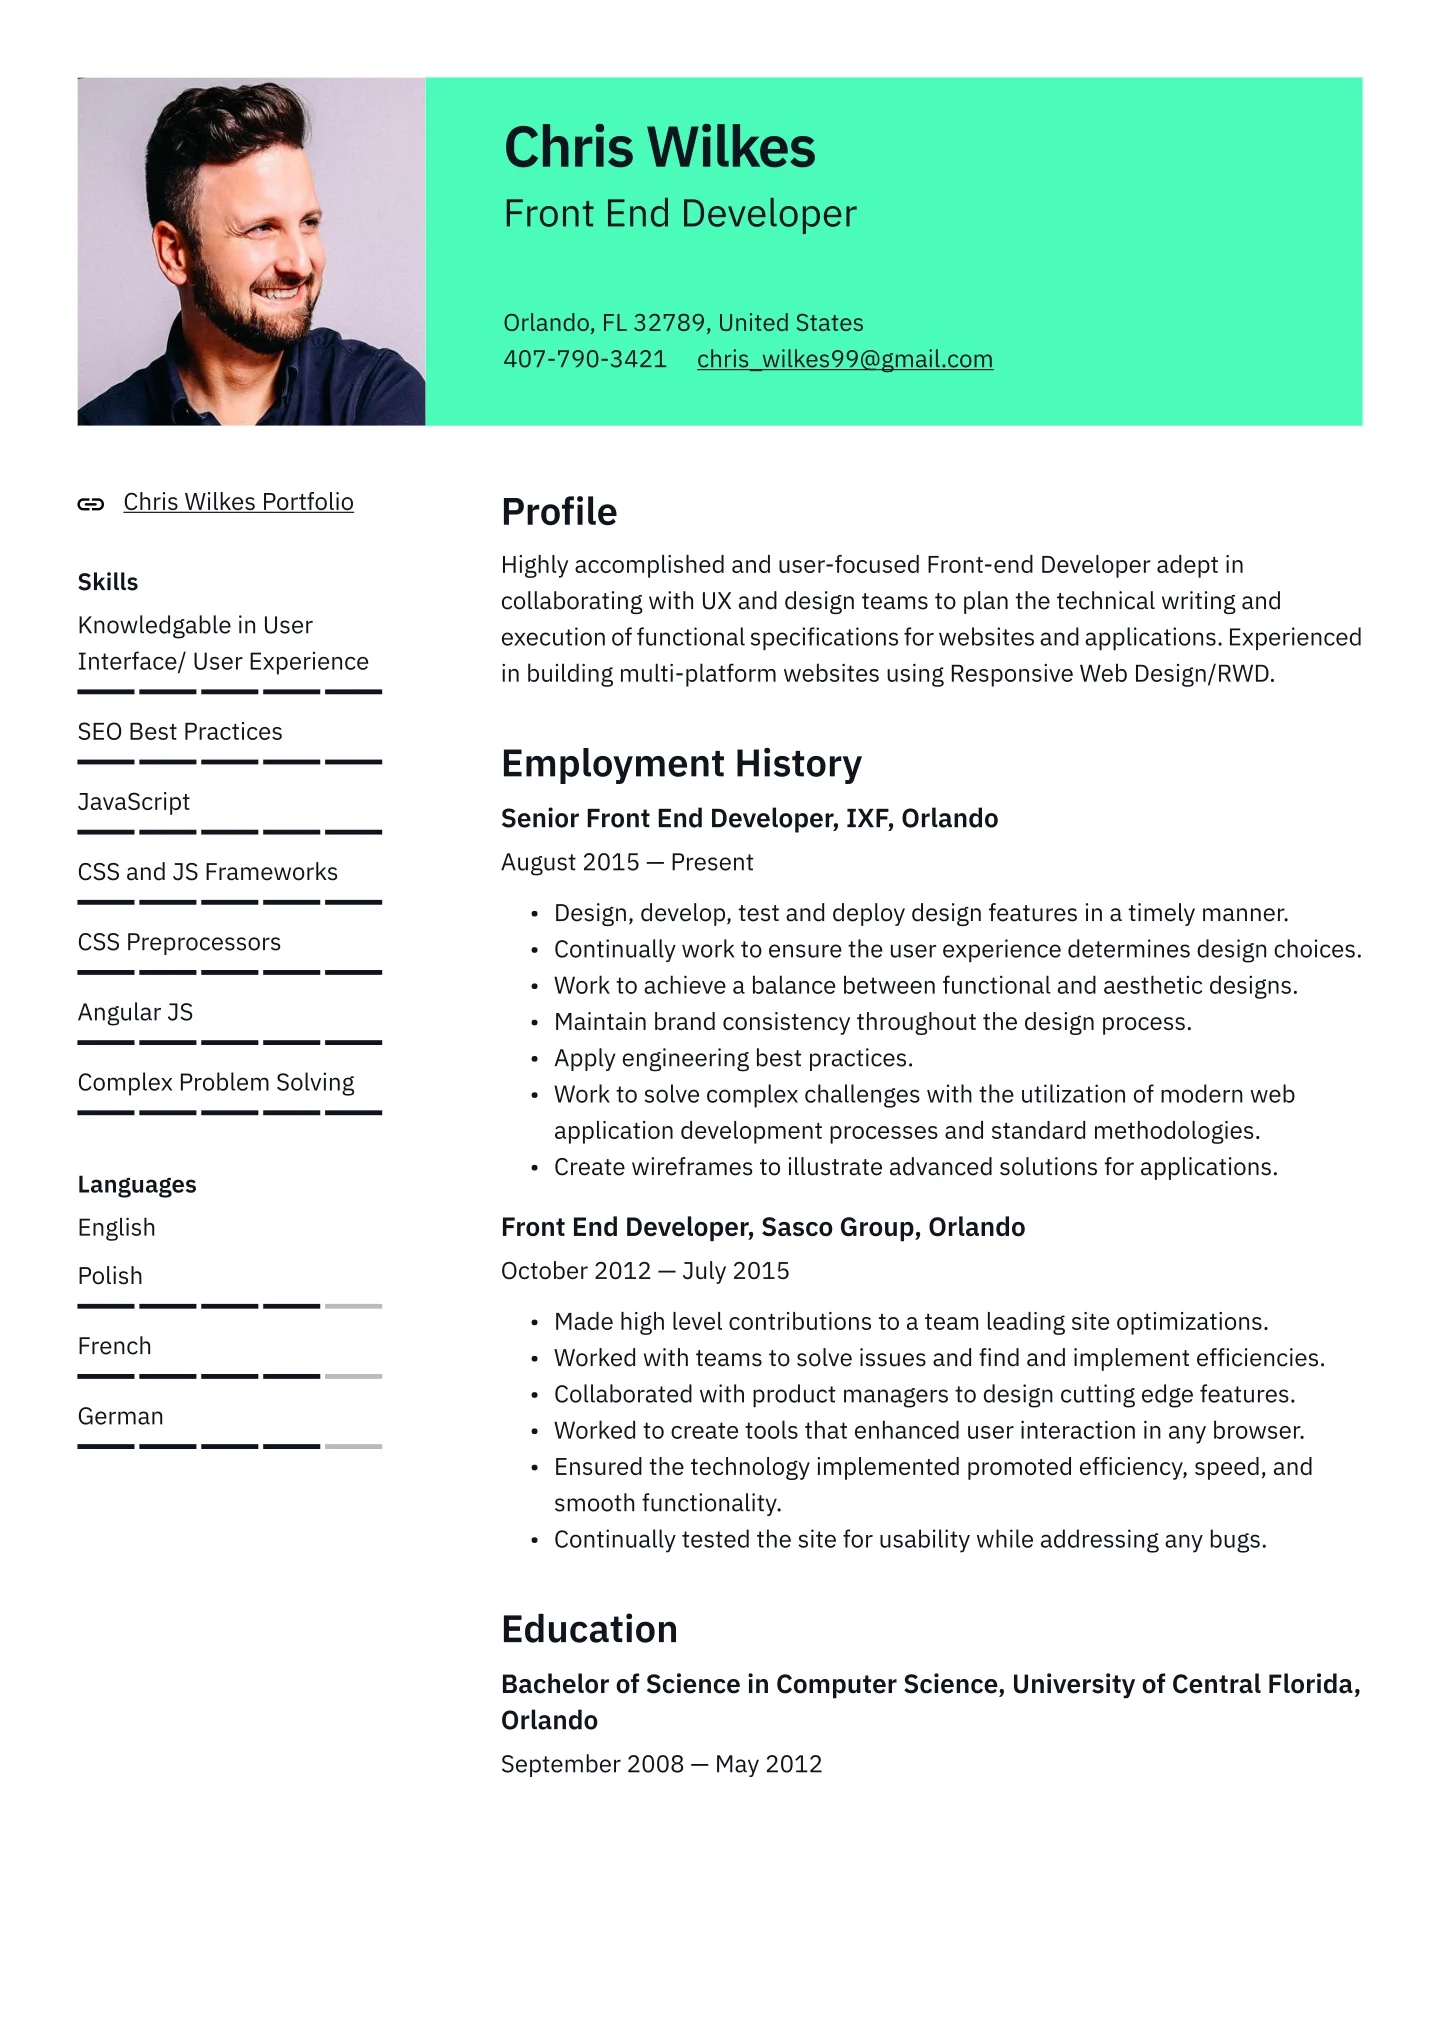 Chris Wilkes
Front End Developer
Orlando, FL 32789, United States
407-790-3421 chris_wilkes99@gmail.com
Chris Wilkes Portfolio
Skills
Knowledgable in User
Interface/ User Experience
SEO Best Practices
JavaScript
CSS and JS Frameworks
CSS Preprocessors
Angular JS
Complex Problem Solving
Languages
English
Polish
French
German
Profile
Highly accomplished and user-focused Front-end Developer adept in
collaborating with UX and design teams to plan the technical writing and
execution of functional specifications for websites and applications. Experienced
in building multi-platform websites using Responsive Web Design/RWD.
Employment History
Senior Front End Developer, IXF, Orlando
August 2015 — Present
• Design, develop, test and deploy design features in a timely manner.
• Continually work to ensure the user experience determines design choices.
• Work to achieve a balance between functional and aesthetic designs.
• Maintain brand consistency throughout the design process.
• Apply engineering best practices.
• Work to solve complex challenges with the utilization of modern web
application development processes and standard methodologies.
• Create wireframes to illustrate advanced solutions for applications.
Front End Developer, Sasco Group, Orlando
October 2012 — July 2015
• Made high level contributions to a team leading site optimizations.
• Worked with teams to solve issues and find and implement efficiencies.
• Collaborated with product managers to design cutting edge features.
• Worked to create tools that enhanced user interaction in any browser.
• Ensured the technology implemented promoted efficiency, speed, and
smooth functionality.
• Continually tested the site for usability while addressing any bugs.
Education
Bachelor of Science in Computer Science, University of Central Florida,
Orlando
September 2008 — May 2012